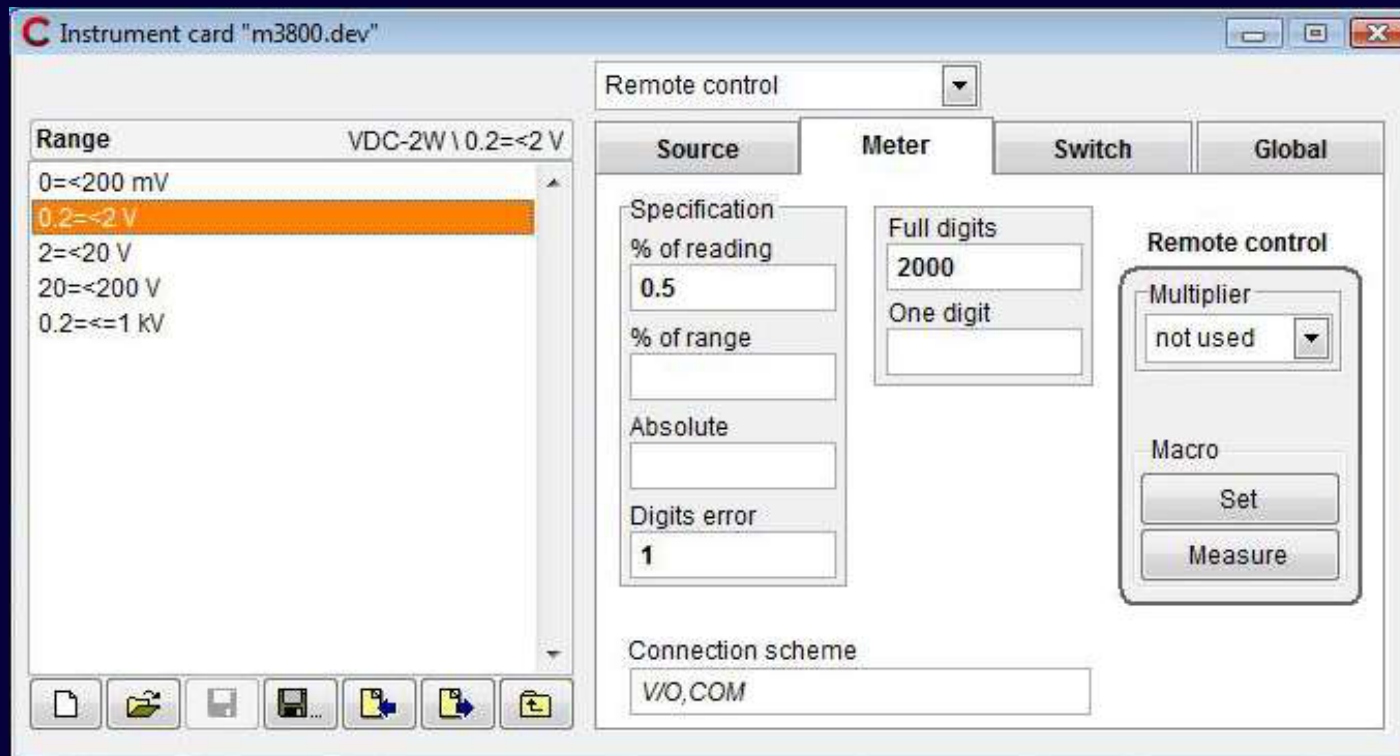 Instrument card "m3800.dev"
Remote control
Range VDC-2W \ 0.2=<2 V
0=<200 mV
0.2=<2 V
2=<20 V
20=<200 V
0.2=<=1 kV
Source Meter Switch Global
Specification
% of reading
0.5
% of range
Absolute
Digits error
1
Full digits
2000
One digit
Remote control
Multiplier
not used
Macro
Set
Measure
Connection scheme
V/O,COM